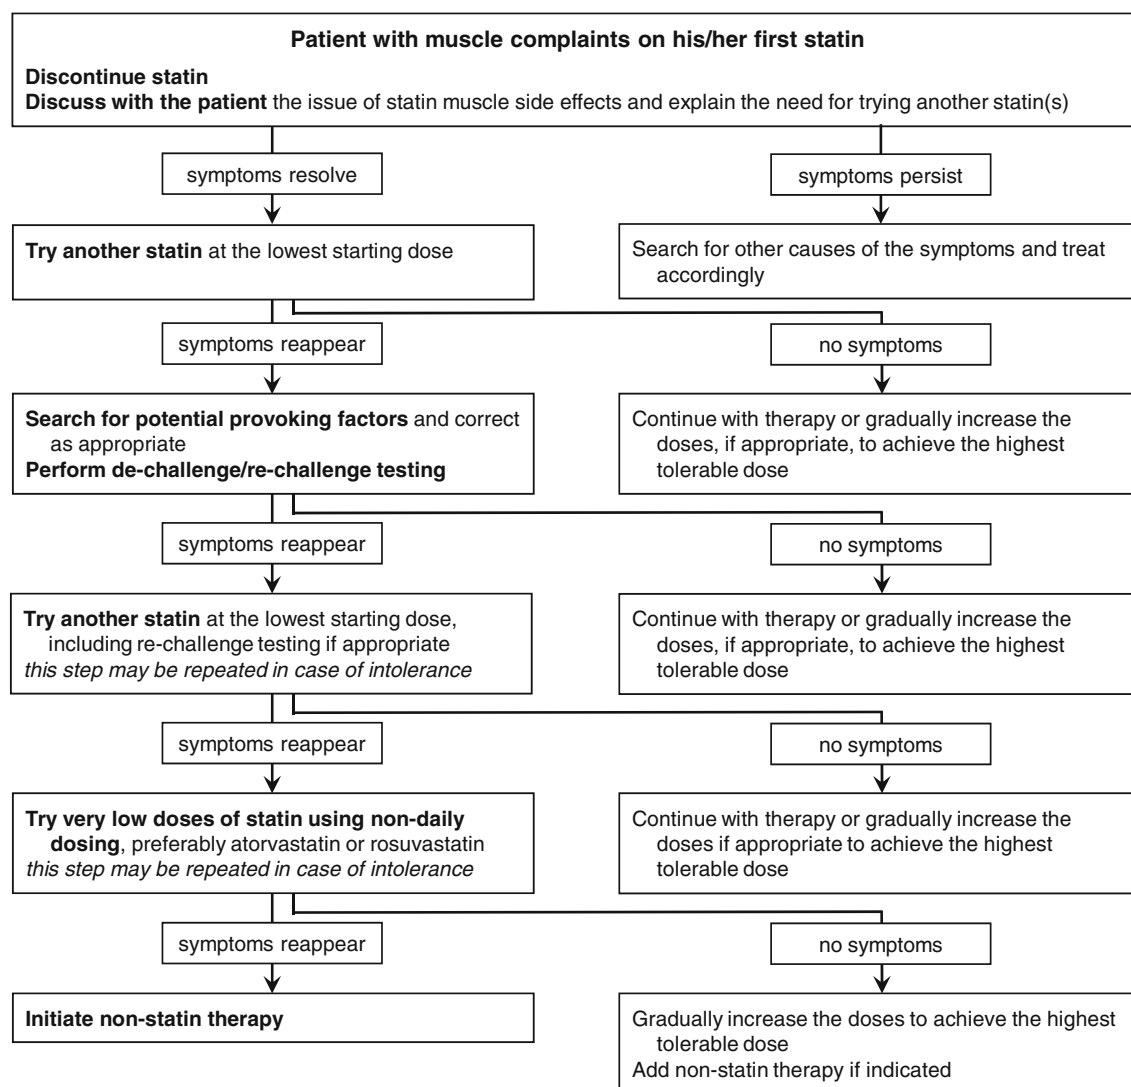 Patient with muscle complaints on his/her first statin
Discontinue statin
Discuss with the patient the issue of statin muscle side effects and explain the need for trying another statin(s)
symptoms resolve
symptoms persist
Try another statin at the lowest starting dose
Search for other causes of the symptoms and treat
accordingly
symptoms reappear
no symptoms
Search for potential provoking factors and correct
as appropriate
Perform de-challenge/re-challenge testing
Continue with therapy or gradually increase the
doses, if appropriate, to achieve the highest
tolerable dose
symptoms reappear
no symptoms
Try another statin at the lowest starting dose,
including re-challenge testing if appropriate
this step may be repeated in case of intolerance
Continue with therapy or gradually increase the
doses, if appropriate, to achieve the highest
tolerable dose
symptoms reappear
no symptoms
Try very low doses of statin using non-daily
dosing, preferably atorvastatin or rosuvastatin
this step may be repeated in case of intolerance
Continue with therapy or gradually increase the
doses if appropriate to achieve the highest
tolerable dose
symptoms reappear
no symptoms
Initiate non-statin therapy
Gradually increase the doses to achieve the highest
tolerable dose
Add non-statin therapy if indicated